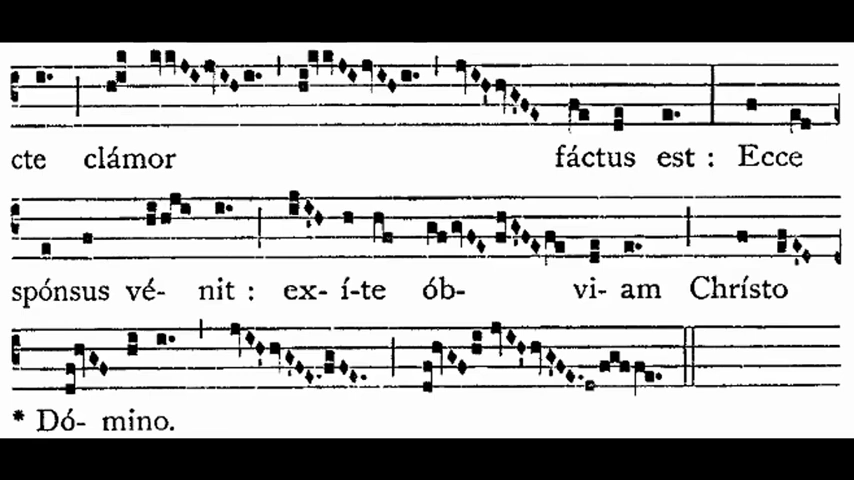 cte clámor fáctus est : Ecce
spónsus vé- nit : ex- í-te ób- vi- am Chrísto
* Dó- mino.